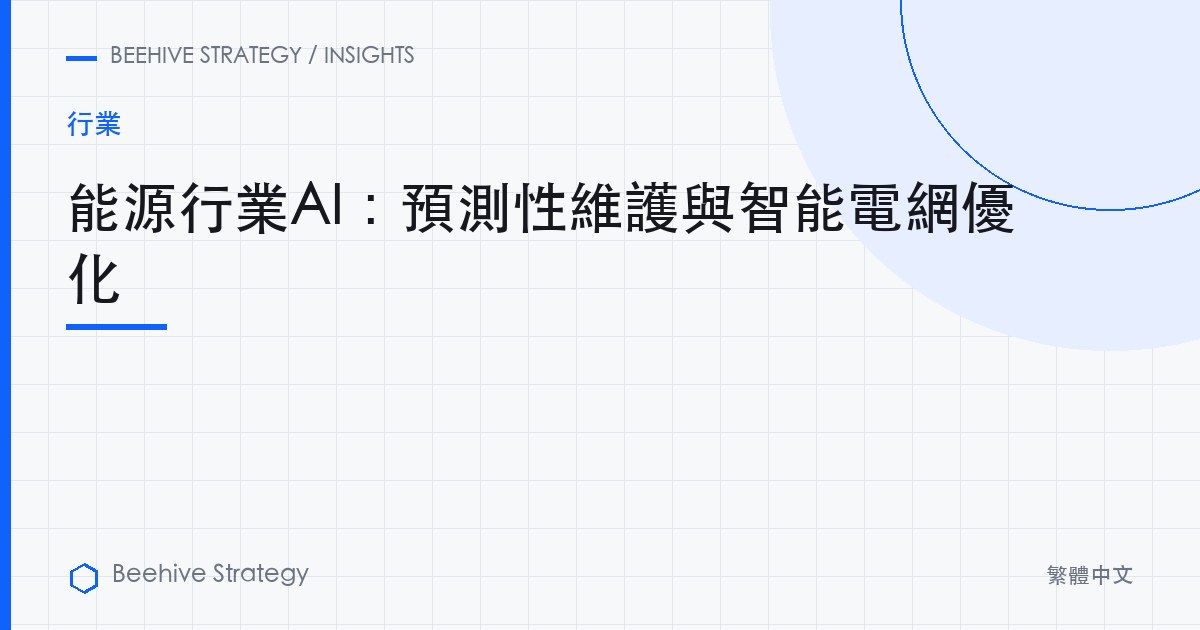 BEEHIVE STRATEGY / INSIGHTS
行業
能源行業AI：預測性維護與智能電網優
化
Beehive Strategy
繁體中文